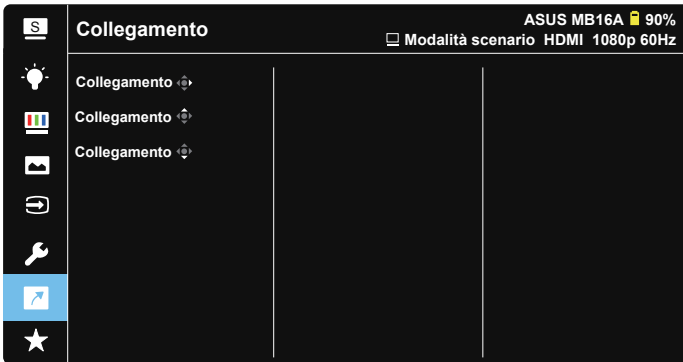 S
Collegamento
ASUS MB16A 90%
Modalità scenario HDMI 1080p 60Hz
Collegamento
Collegamento
Collegamento